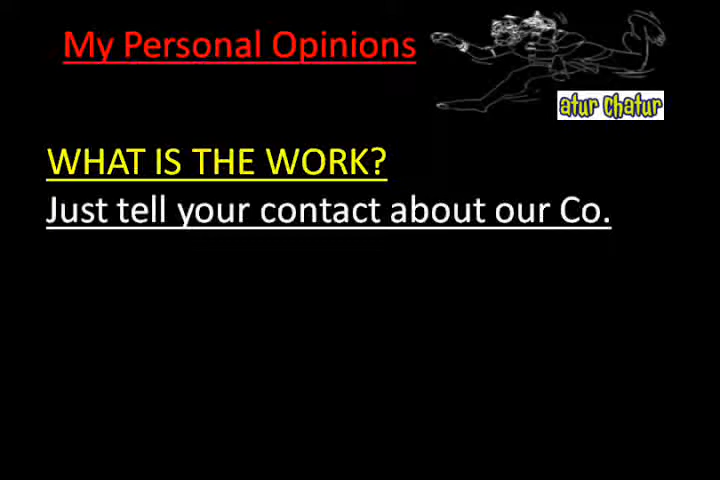 My Personal Opinions
atur Chatur
WHAT IS THE WORK?
Just tell your contact about our Co.